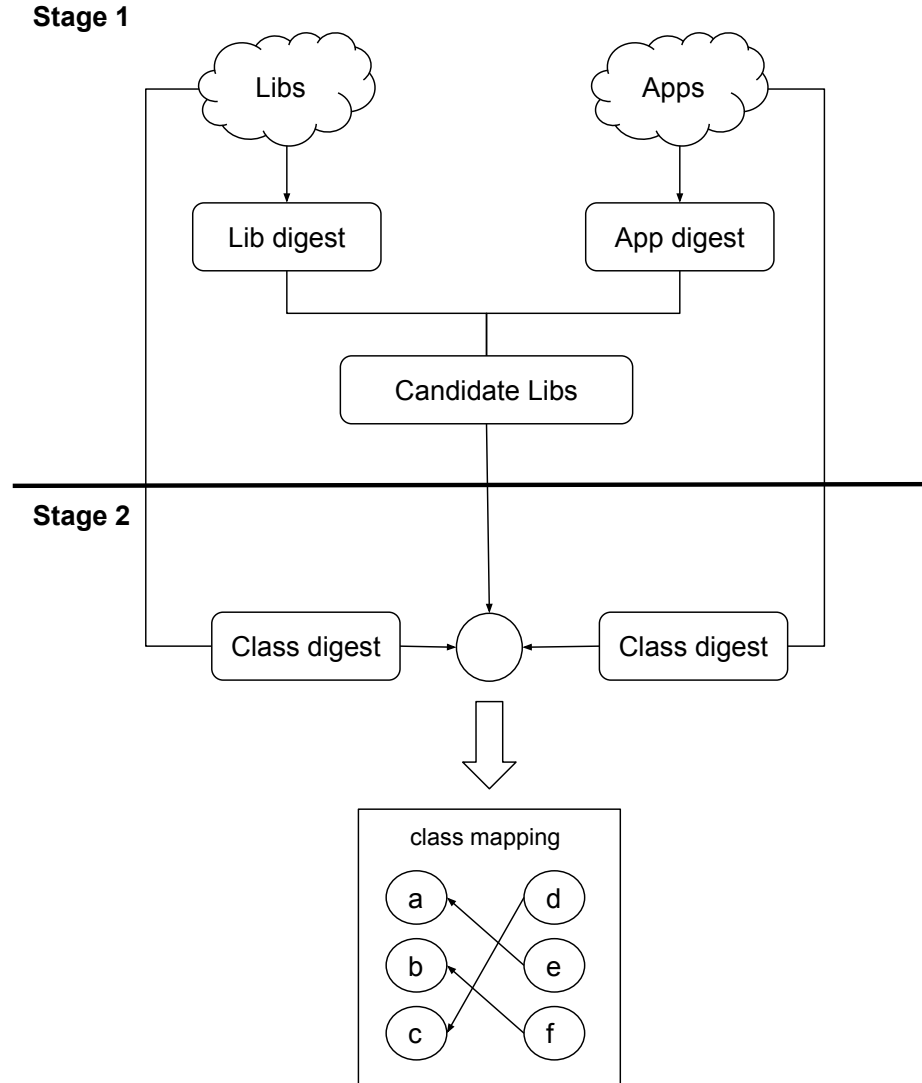 Stage 1
Libs
Apps
Lib digest
App digest
Candidate Libs
Stage 2
Class digest
Class digest
class mapping
a
d
b
e
c
f